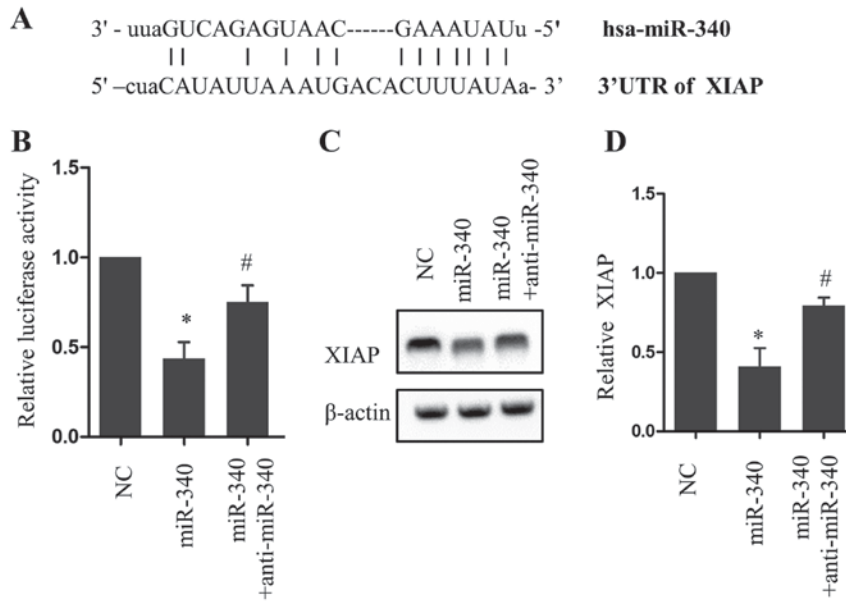 A
3' - uuaGUCAGAGUAAC------GAAAUAUu -5' hsa-miR-340
5' –cuaCAUAUUAAAUGACACUUUAUAa- 3’ 3'UTR of XIAP
B
Relative luciferase activity
1.5
1.0
0.5
0.0
*
#
NC
miR-340
miR-340
+anti-miR-340
C
NC
miR-340
miR-340
+anti-miR-340
XIAP
β-actin
D
Relative XIAP
1.5
1.0
0.5
0.0
*
#
NC
miR-340
miR-340
+anti-miR-340